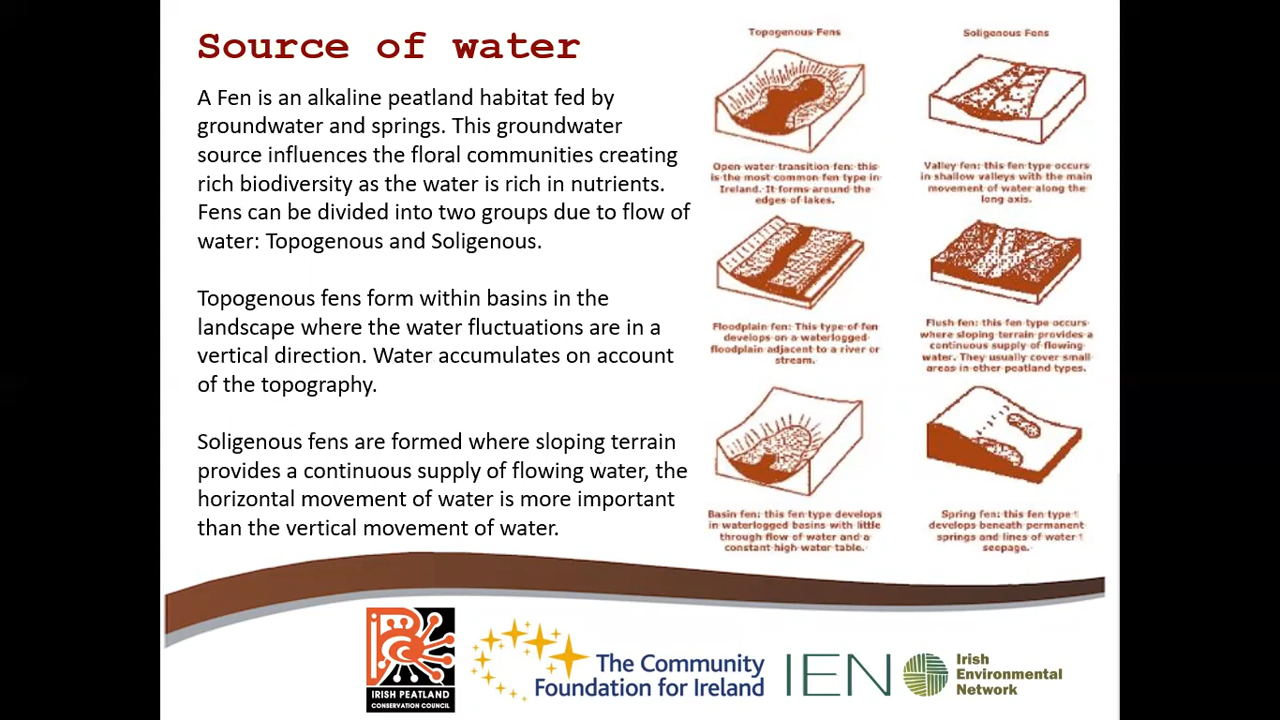 Source of water
A Fen is an alkaline peatland habitat fed by
groundwater and springs. This groundwater
source influences the floral communities creating
rich biodiversity as the water is rich in nutrients.
Fens can be divided into two groups due to flow of
water: Topogenous and Soligenous.
Topogenous fens form within basins in the
landscape where the water fluctuations are in a
vertical direction. Water accumulates on account
of the topography.
Soligenous fens are formed where sloping terrain
provides a continuous supply of flowing water, the
horizontal movement of water is more important
than the vertical movement of water.
Topogenous Fens
Open water transition fen: this
is the most common fen type in
Ireland. It forms around the
edges of lakes.
Floodplain fen: This type of fen
develops on a waterlogged
floodplain adjacent to a river or
stream.
Basin fen: this fen type develops
in waterlogged basins with little
through flow of water and a
constant high water table.
Soligenous Fens
Valley fen: this fen type occurs
in shallow valleys with the main
movement of water along the
long axis.
Flush fen: this fen type occurs
where sloping terrain provides a
continuous supply of flowing
water. They usually cover small
areas in other peatland types.
Spring fen: this fen type
develops beneath permanent
springs and lines of water
seepage.
IRISH PEATLAND
CONSERVATION COUNCIL
The Community
Foundation for Ireland
IEN
Irish
Environmental
Network